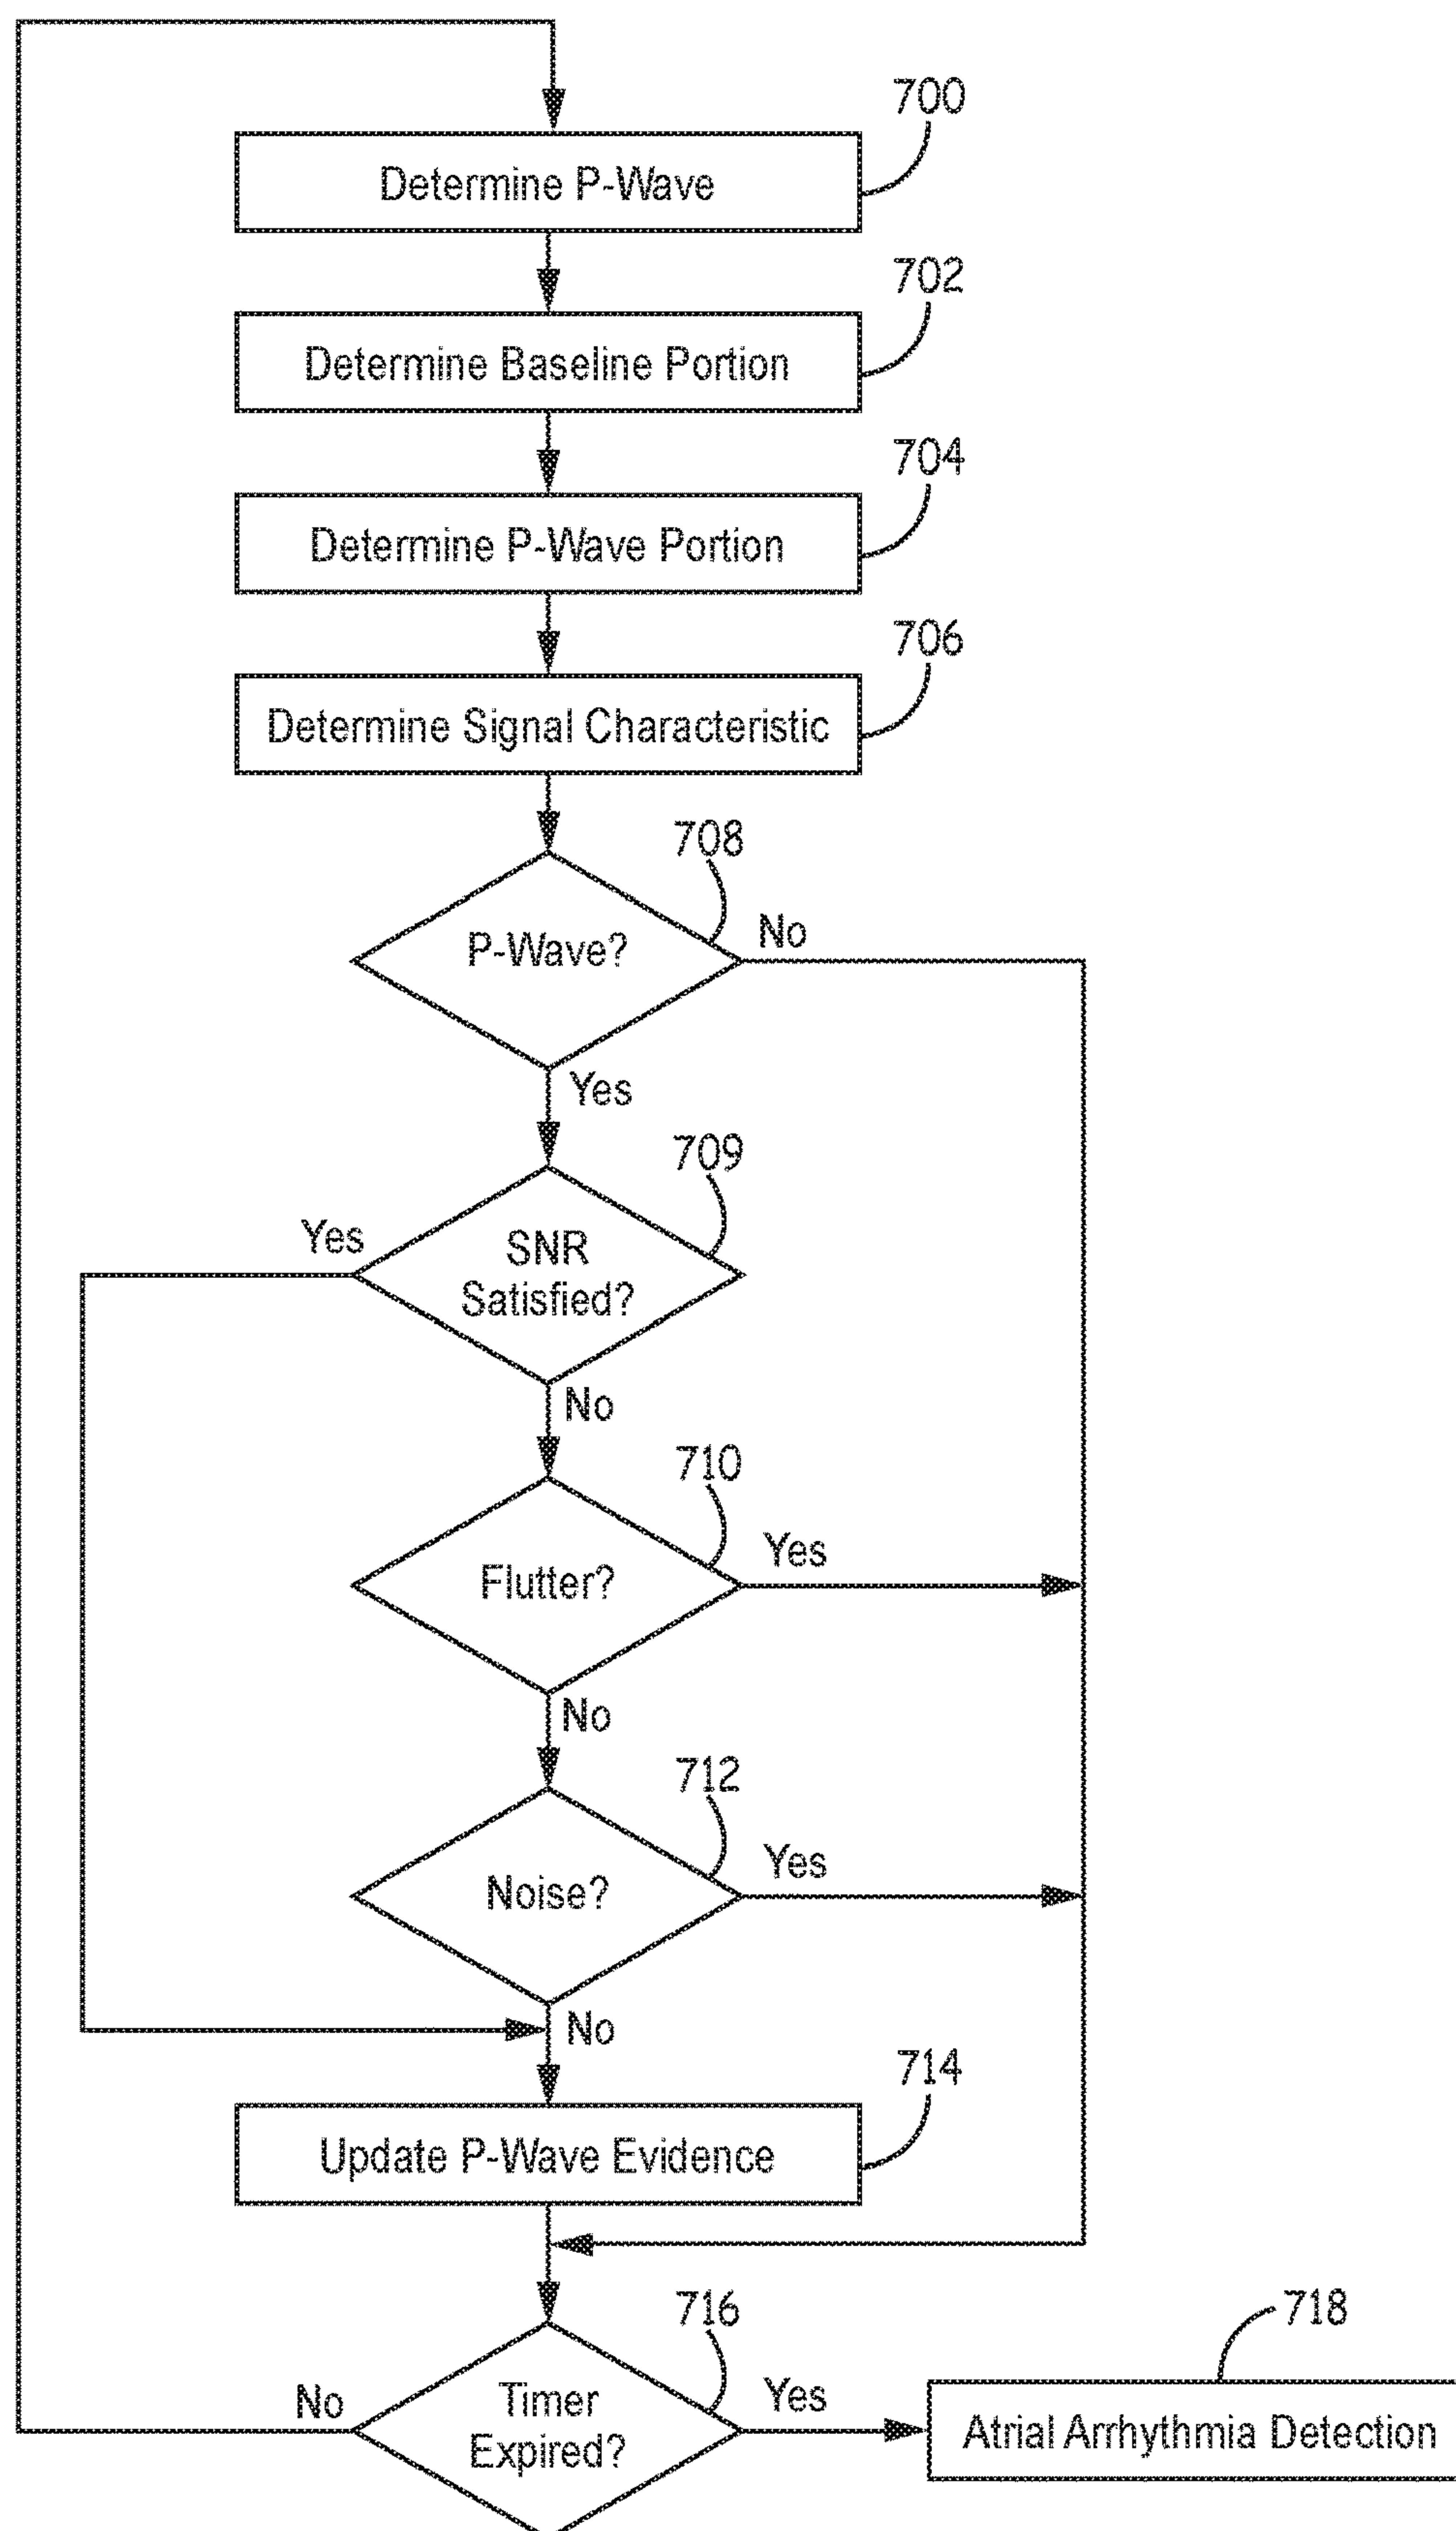 700
Determine P-Wave
702
Determine Baseline Portion
704
Determine P-Wave Portion
706
Determine Signal Characteristic
708
P-Wave?
No
Yes
709
Yes
SNR
Satisfied?
No
710
Flutter?
Yes
No
712
Noise?
Yes
No
714
Update P-Wave Evidence
716
718
No
Timer
Expired?
Yes
Atrial Arrhythmia Detection